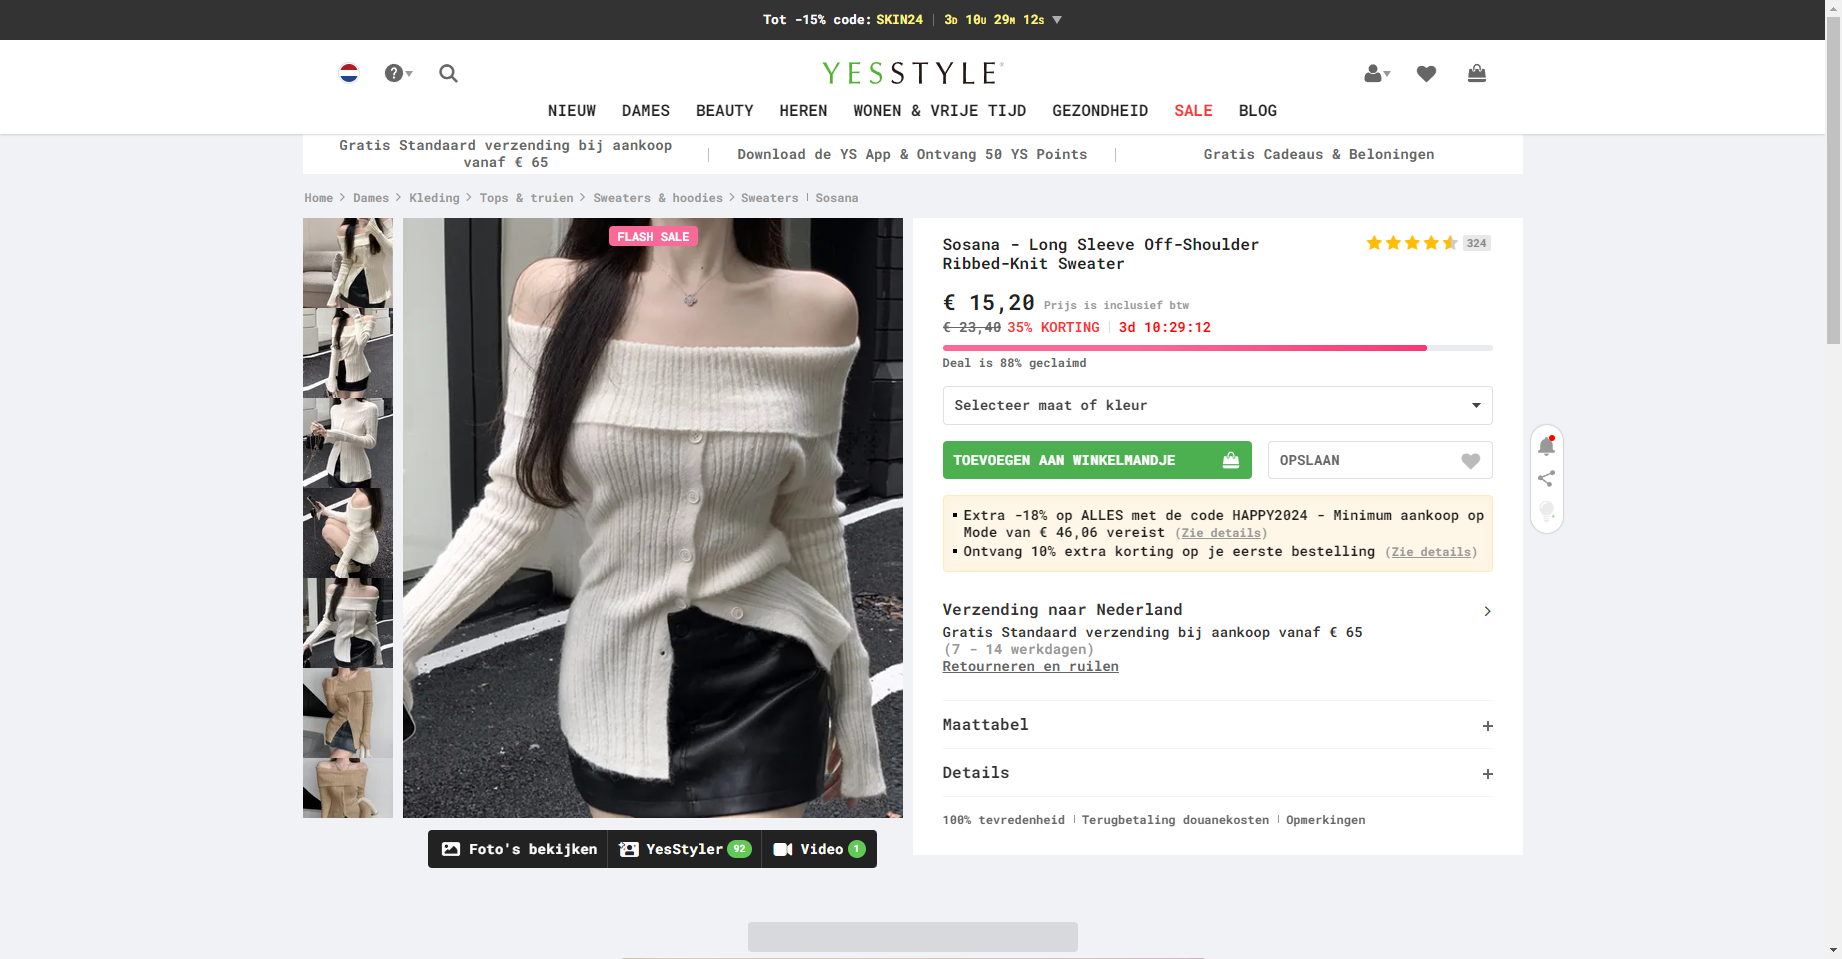 Tot -15% code: SKIN24 3D 10U 29M 12S
YESSTYLE
NIEUW DAMES BEAUTY HEREN WONEN & VRIJE TIJD GEZONDHEID SALE BLOG
Gratis Standaard verzending bij aankoop
vanaf € 65
Download de YS App & Ontvang 50 YS Points
Gratis Cadeaus & Beloningen
Home > Dames > Kleding > Tops & truien > Sweaters & hoodies > Sweaters | Sosana
FLASH SALE
Sosana - Long Sleeve Off-Shoulder
Ribbed-Knit Sweater
324
€ 15,20 Prijs is inclusief btw
€ 23,40 35% KORTING 3d 10:29:12
Deal is 88% geclaimd
Selecteer maat of kleur
TOEVOEGEN AAN WINKELMANDJE
OPSLAAN
▪ Extra -18% op ALLES met de code HAPPY2024 - Minimum aankoop op
Mode van € 46,06 vereist (Zie details)
▪ Ontvang 10% extra korting op je eerste bestelling (Zie details)
Verzending naar Nederland
Gratis Standaard verzending bij aankoop vanaf € 65
(7 - 14 werkdagen)
Retourneren en ruilen
Maattabel
Details
100% tevredenheid | Terugbetaling douanekosten | Opmerkingen
Foto's bekijken
YesStyler 92
Video 1